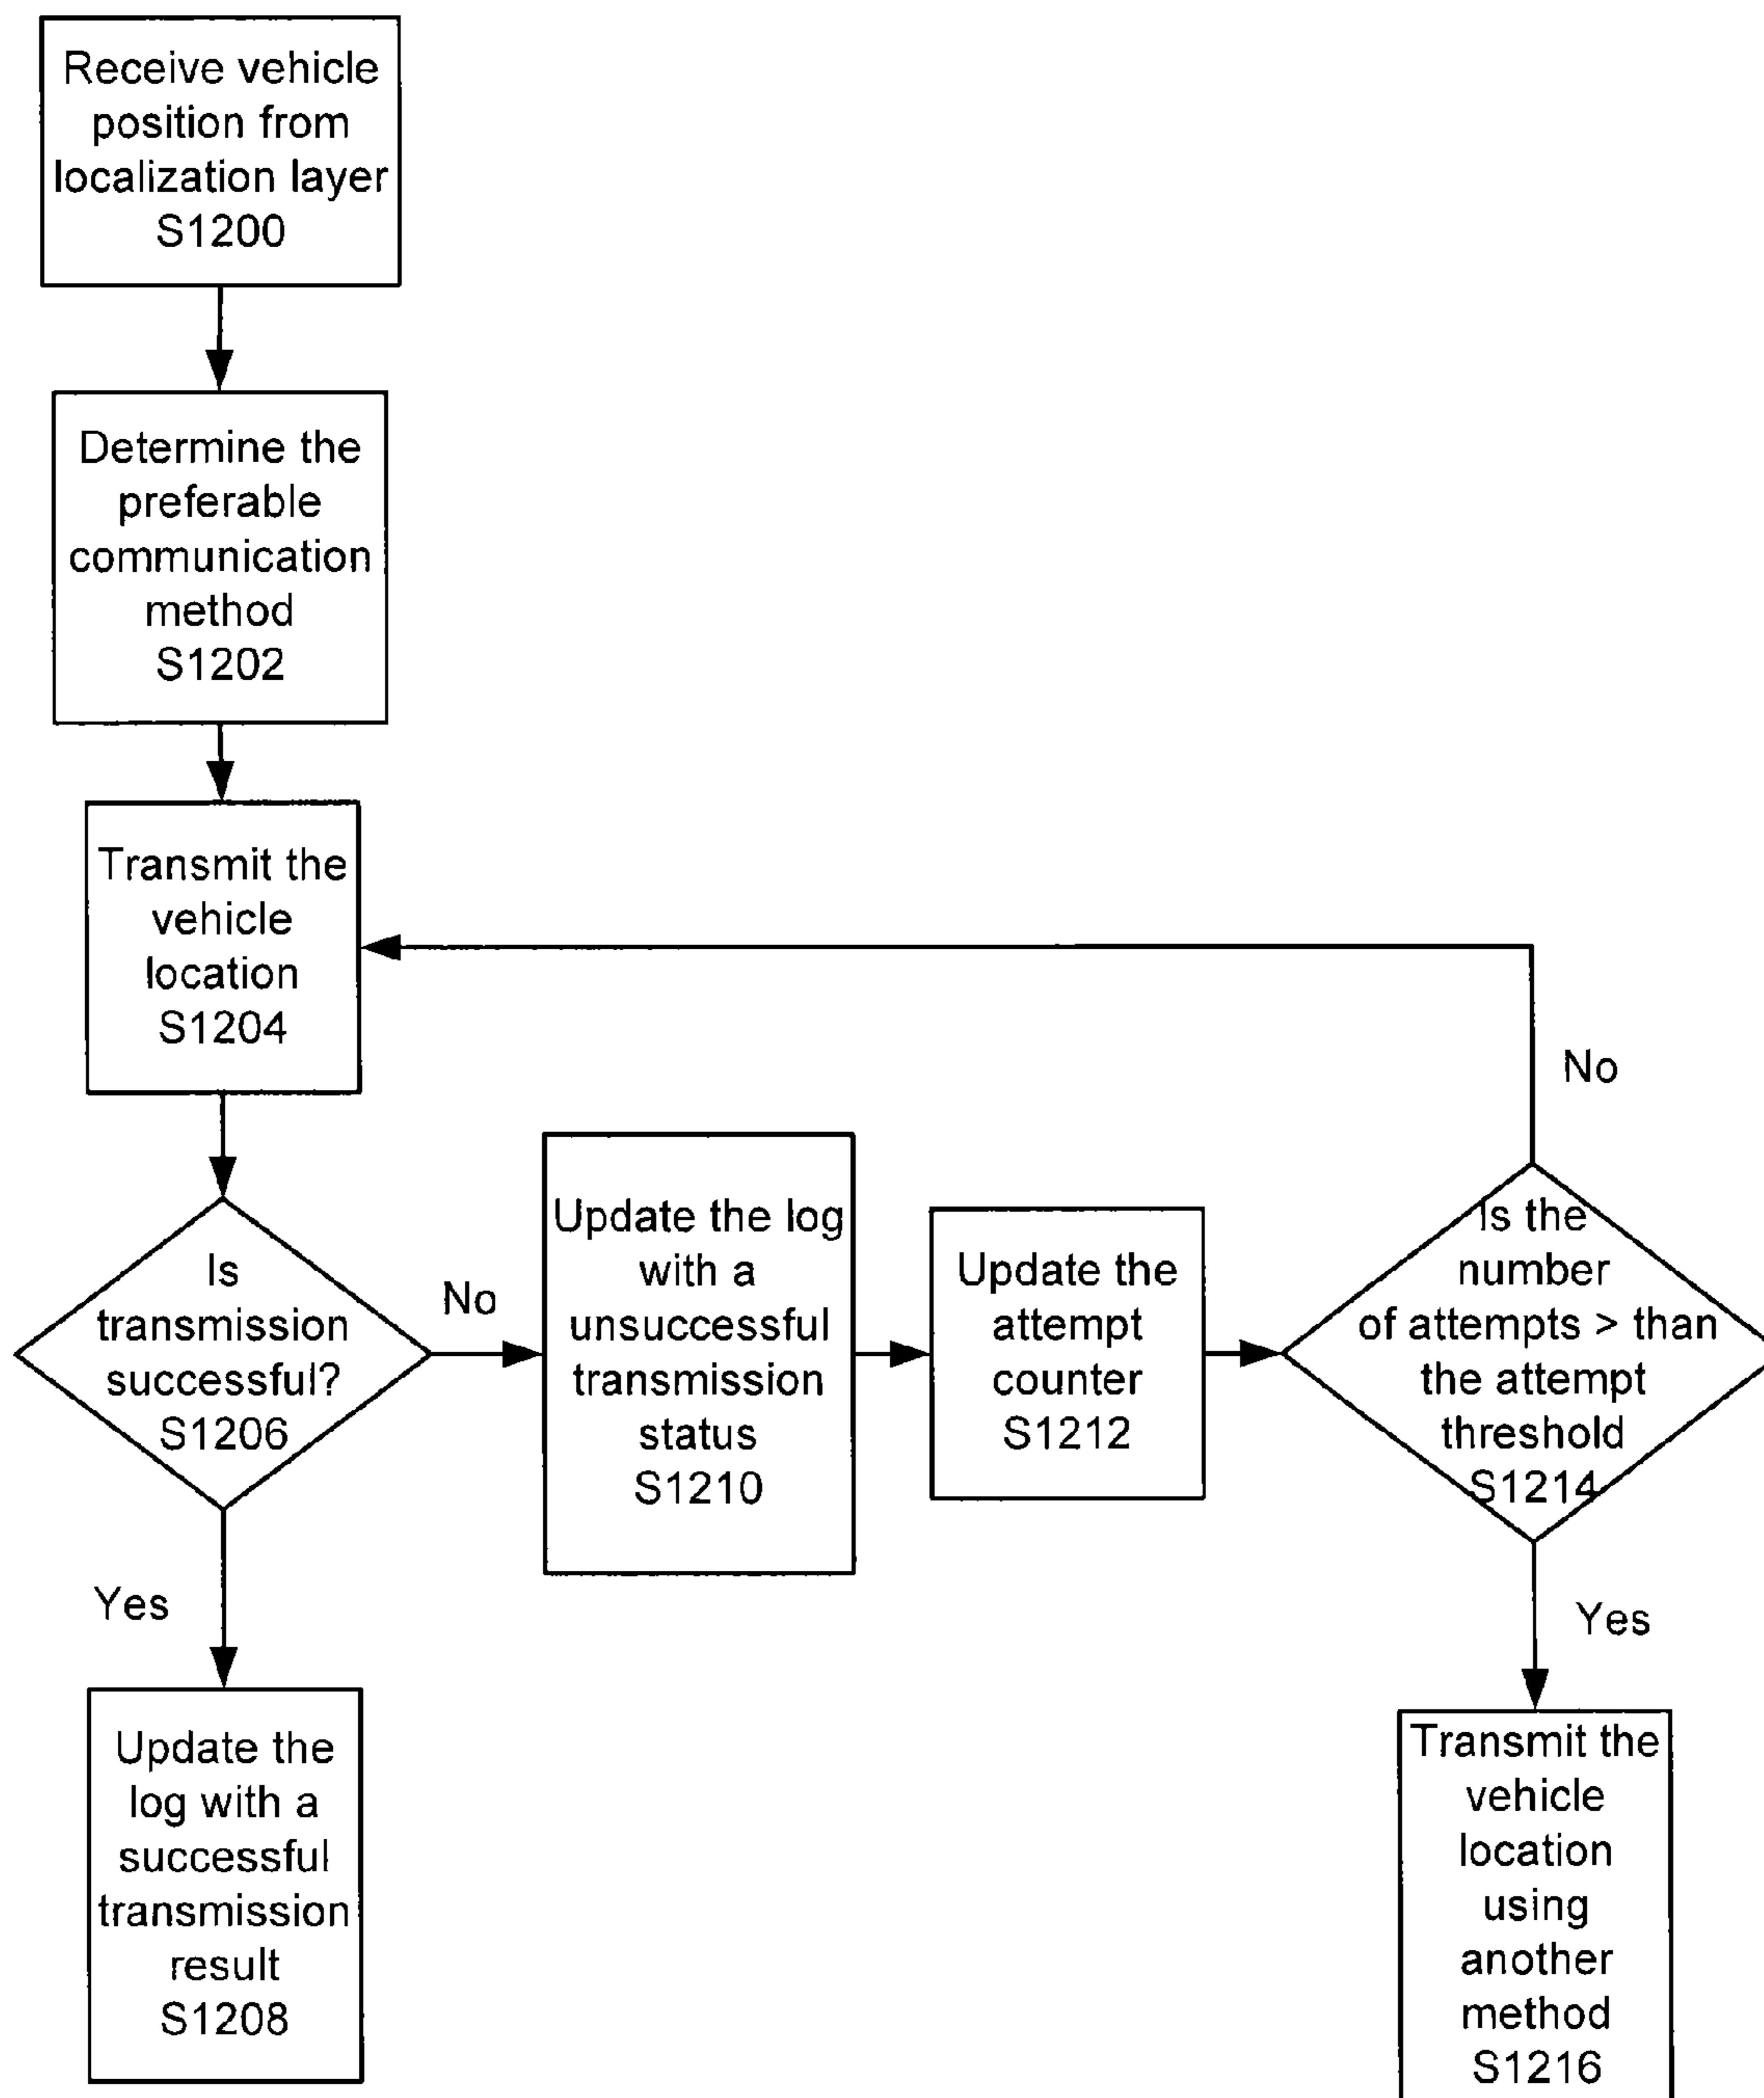 Receive vehicle
position from
localization layer
S1200
Determine the
preferable
communication
method
S1202
Transmit the
vehicle
location
S1204
No
Is
transmission
successful?
S1206
No
Update the log
with a
unsuccessful
transmission
status
S1210
Update the
attempt
counter
S1212
Is the
number
of attempts > than
the attempt
threshold
S1214
Yes
Yes
Update the
log with a
successful
transmission
result
S1208
Transmit the
vehicle
location
using
another
method
S1216